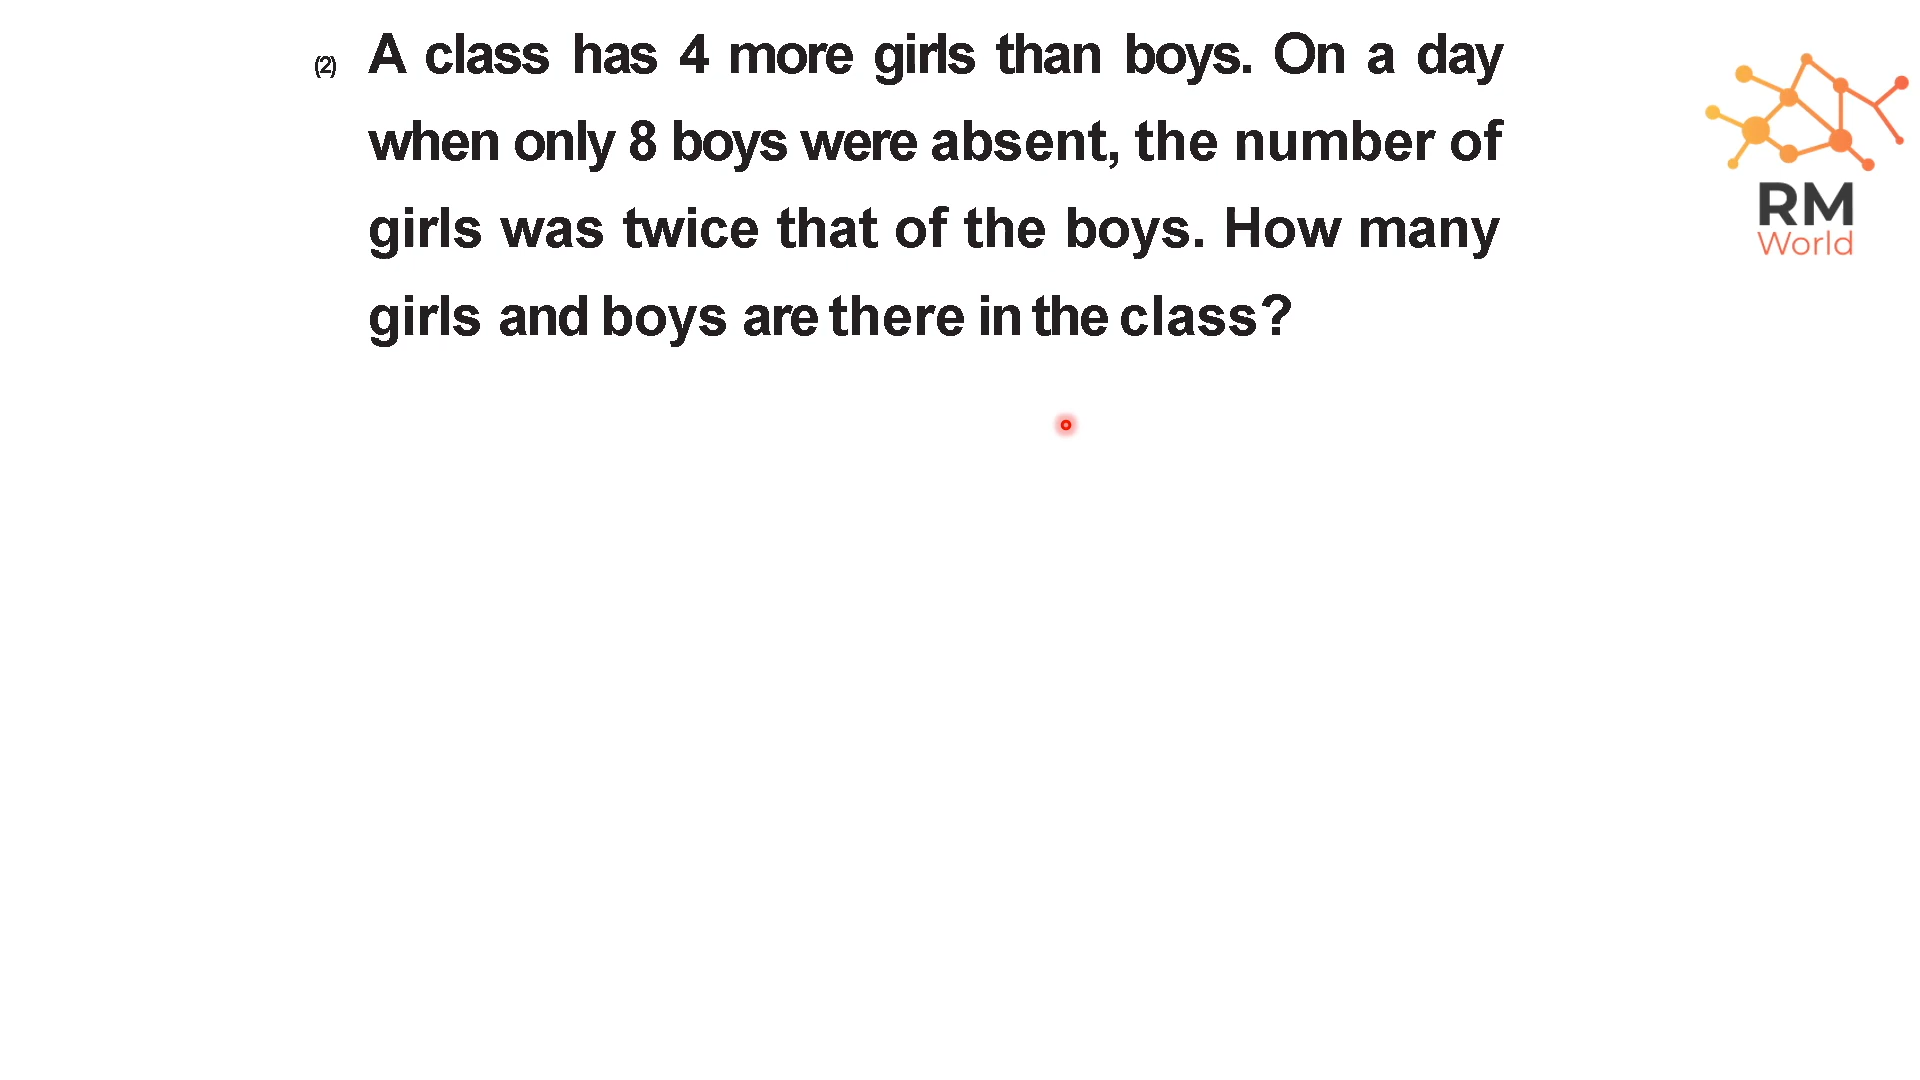 (2) A class has 4 more girls than boys. On a day
when only 8 boys were absent, the number of
girls was twice that of the boys. How many
girls and boys are there in the class?
RM
World